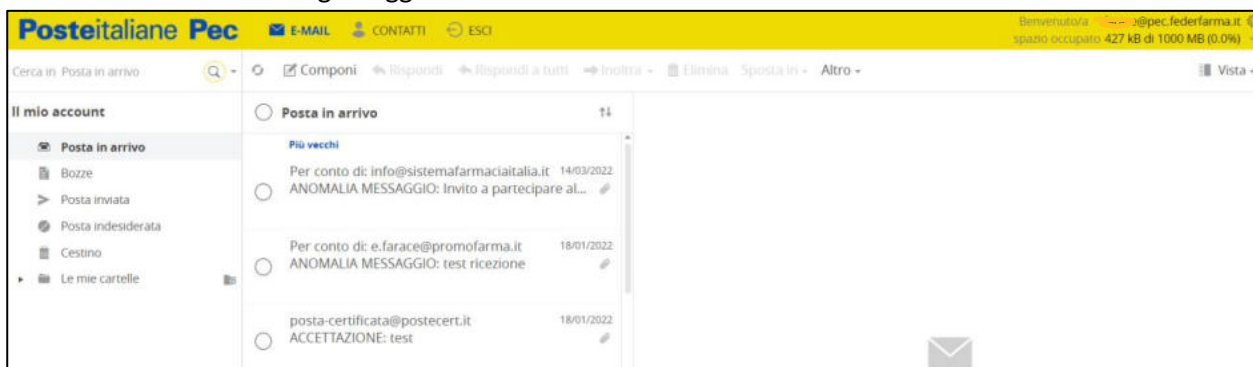 Posteitaliane Pec
E-MAIL CONTATTI ESCI
Benvenuto/a @pec.federfarma.it
spazio occupato 427 kB di 1000 MB (0.0%)
Cerca in Posta in arrivo
Componi Rispondi Rispondi a tutti Inoltra Elimina Sposta in Altro Vista
Il mio account
Posta in arrivo
Bozze
Posta inviata
Posta indesiderata
Cestino
Le mie cartelle
Posta in arrivo
Più vecchi
Per conto di: info@sistemafarmaciaitalia.it 14/03/2022
ANOMALIA MESSAGGIO: Invito a partecipare al...
Per conto di: e.farace@promofarma.it 18/01/2022
ANOMALIA MESSAGGIO: test ricezione
posta-certificata@postecert.it 18/01/2022
ACCETTAZIONE: test